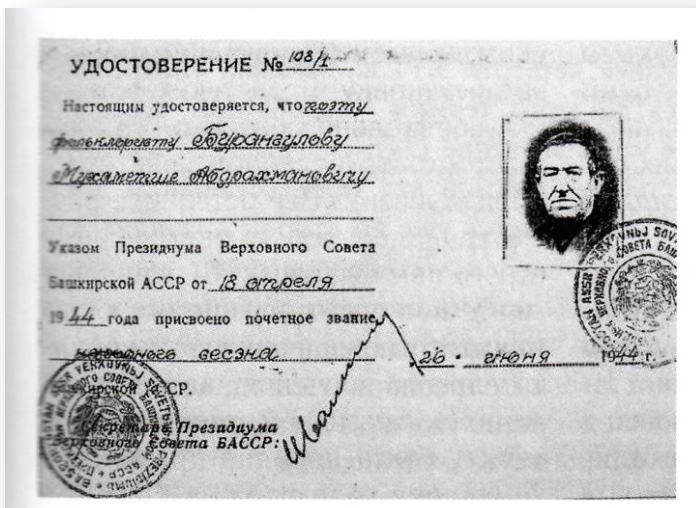 УДОСТОВЕРЕНИЕ № 108/1
Настоящим удостоверяется, что поэту
фольклористу Бурангулову
Мухаметше Абдрахмановичу
Указом Президиума Верховного Совета
Башкирской АССР от 18 апреля
1944 года присвоено почетное звание
народного сесэна
Башкирской АССР.
26 июня 1944 г.
Секретарь Президиума
Верховного Совета БАССР: